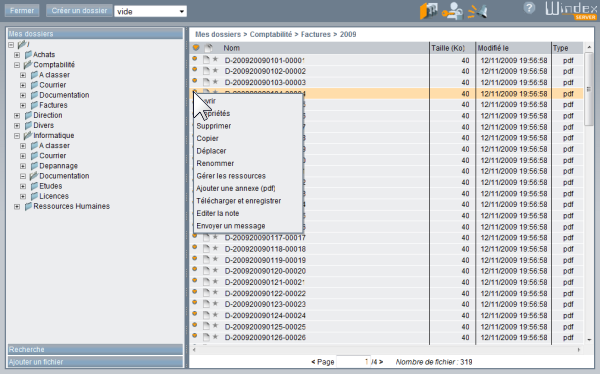 Fermer Créer un dossier vide ? Windex
SERVER
Mes dossiers
/
Achats
Comptabilité
A classer
Courrier
Documentation
Factures
Direction
Divers
Informatique
A classer
Courrier
Depannage
Documentation
Etudes
Licences
Ressources Humaines
Recherche
Ajouter un fichier
Mes dossiers > Comptabilité > Factures > 2009
Nom Taille (Ko) Modifié le Type
D-200920090101-0000* 40 12/11/2009 19:56:58 pdf
D-200920090102-00002 40 12/11/2009 19:56:58 pdf
D-200920090103-00003 40 12/11/2009 19:56:58 pdf
40 12/11/2009 19:56:58 pdf
40 12/11/2009 19:56:58 pdf
40 12/11/2009 19:56:58 pdf
40 12/11/2009 19:56:58 pdf
40 12/11/2009 19:56:58 pdf
40 12/11/2009 19:56:58 pdf
40 12/11/2009 19:56:58 pdf
40 12/11/2009 19:56:58 pdf
40 12/11/2009 19:56:58 pdf
40 12/11/2009 19:56:58 pdf
40 12/11/2009 19:56:58 pdf
40 12/11/2009 19:56:58 pdf
40 12/11/2009 19:56:58 pdf
Supprimer
Copier
Déplacer
Renommer
Gérer les ressources
Ajouter une annexe (pdf)
Télécharger et enregistrer
Editer la note
Envoyer un message
D-200920090117-00017 40 12/11/2009 19:56:58 pdf
D-200920090118-00018 40 12/11/2009 19:56:58 pdf
D-200920090119-00019 40 12/11/2009 19:56:58 pdf
D-200920090120-00020 40 12/11/2009 19:56:58 pdf
D-200920090121-0002* 40 12/11/2009 19:56:58 pdf
D-200920090122-00022 40 12/11/2009 19:56:58 pdf
D-200920090123-00023 40 12/11/2009 19:56:58 pdf
D-200920090124-00024 40 12/11/2009 19:56:58 pdf
D-200920090125-00025 40 12/11/2009 19:56:58 pdf
D-200920090126-00026 40 12/11/2009 19:56:58 pdf
< Page 1 /4 > Nombre de fichier : 319